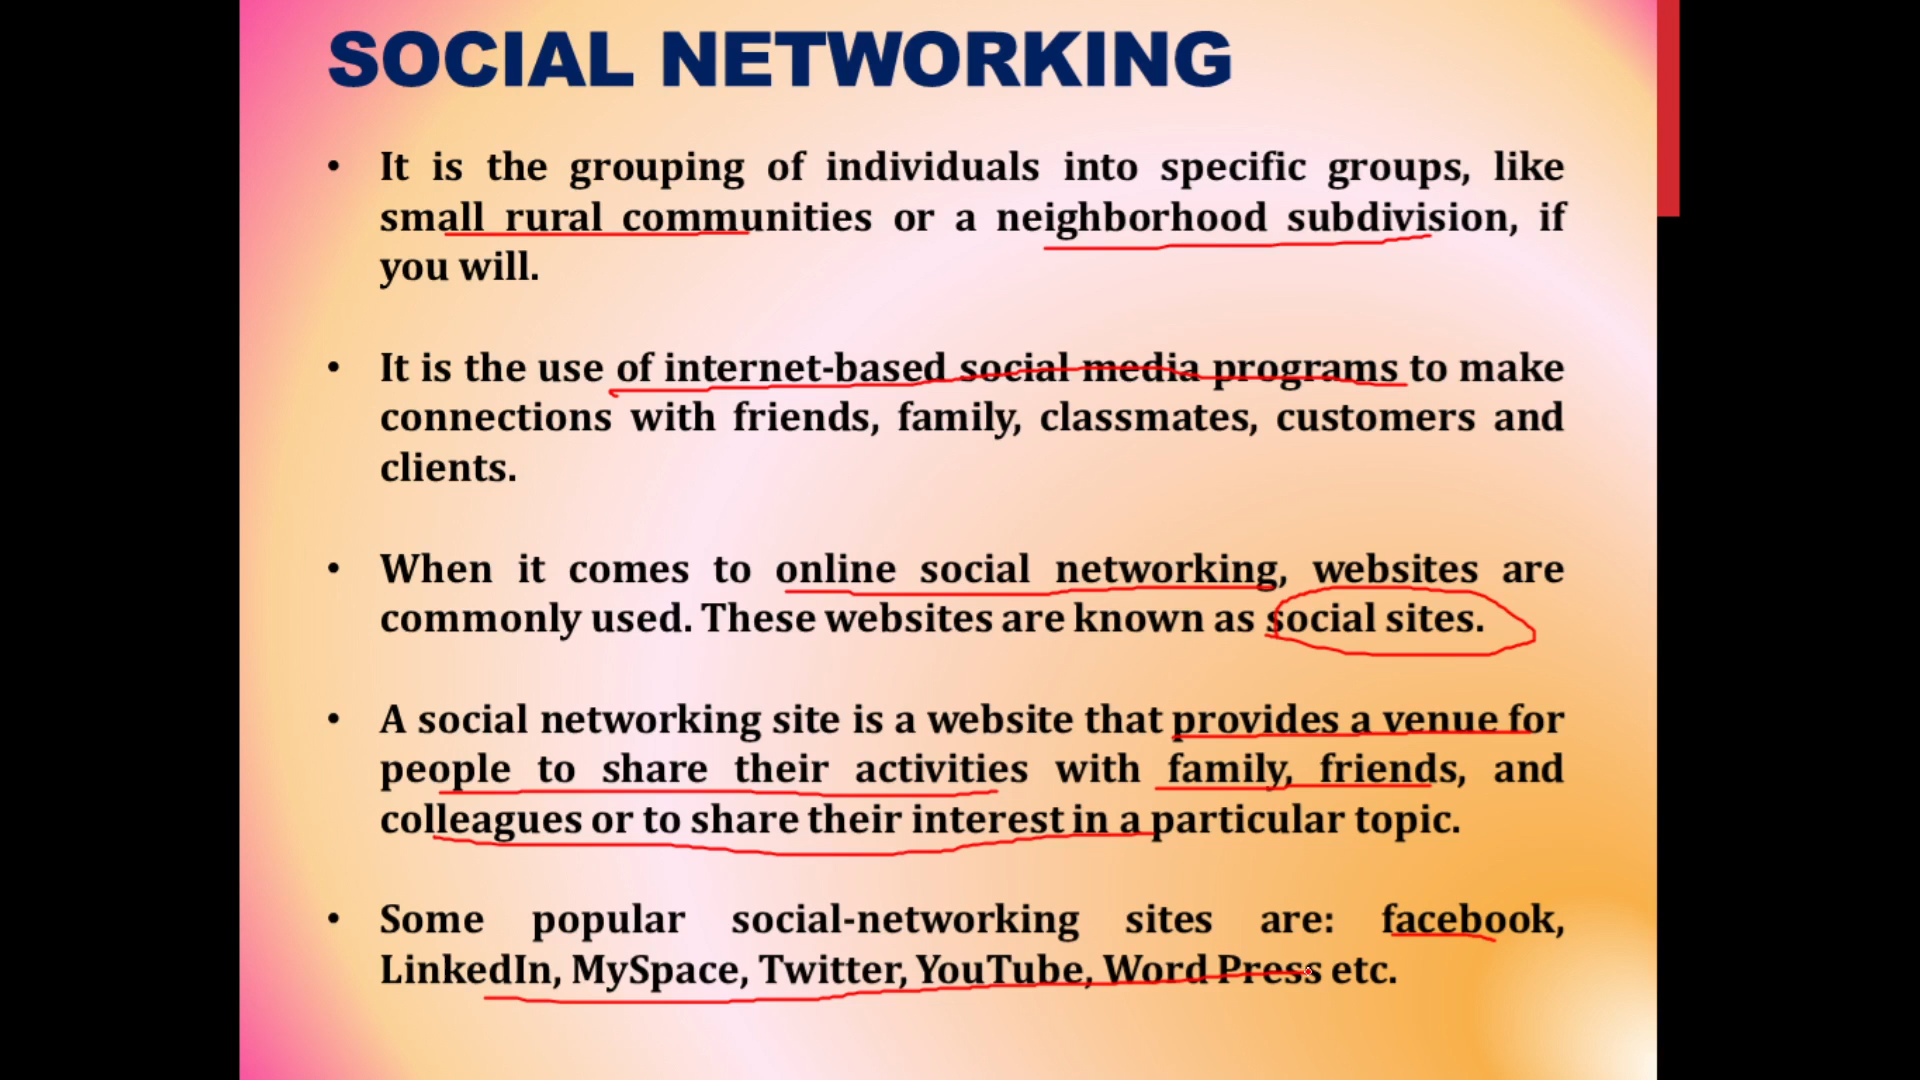 SOCIAL NETWORKING
• It is the grouping of individuals into specific groups, like
small rural communities or a neighborhood subdivision, if
you will.
• It is the use of internet-based social media programs to make
connections with friends, family, classmates, customers and
clients.
• When it comes to online social networking, websites are
commonly used. These websites are known as social sites.
• A social networking site is a website that provides a venue for
people to share their activities with family, friends, and
colleagues or to share their interest in a particular topic.
• Some popular social-networking sites are: facebook,
LinkedIn, MySpace, Twitter, YouTube, Word Press etc.